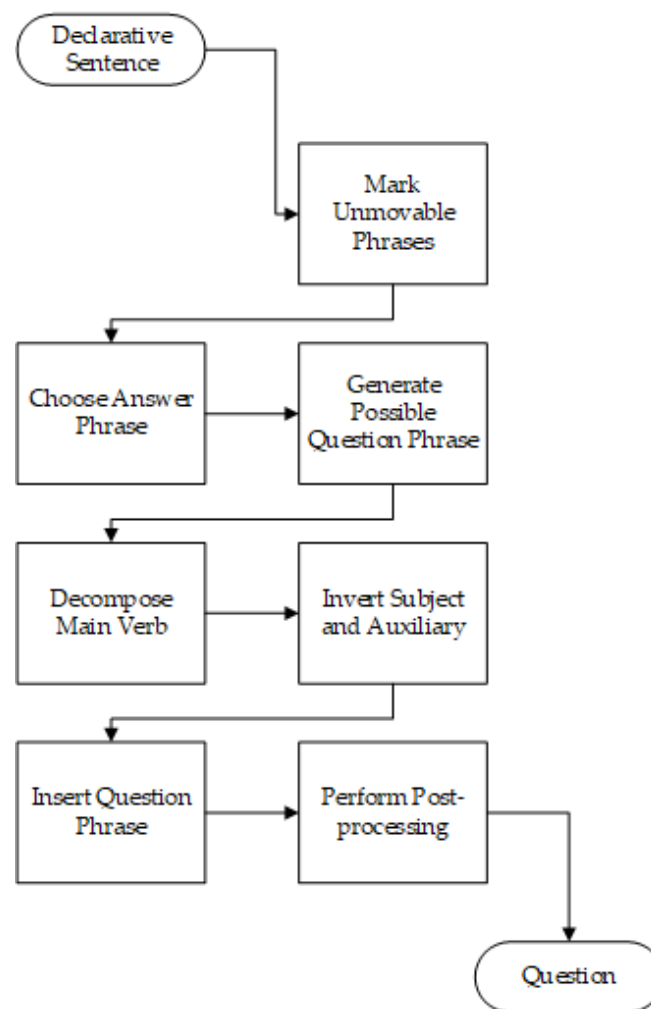 Declarative
Sentence
Mark
Unmovable
Phrases
Choose Answer
Phrase
Generate
Possible
Question Phrase
Decompose
Main Verb
Invert Subject
and Auxiliary
Insert Question
Phrase
Perform Post-
processing
Question